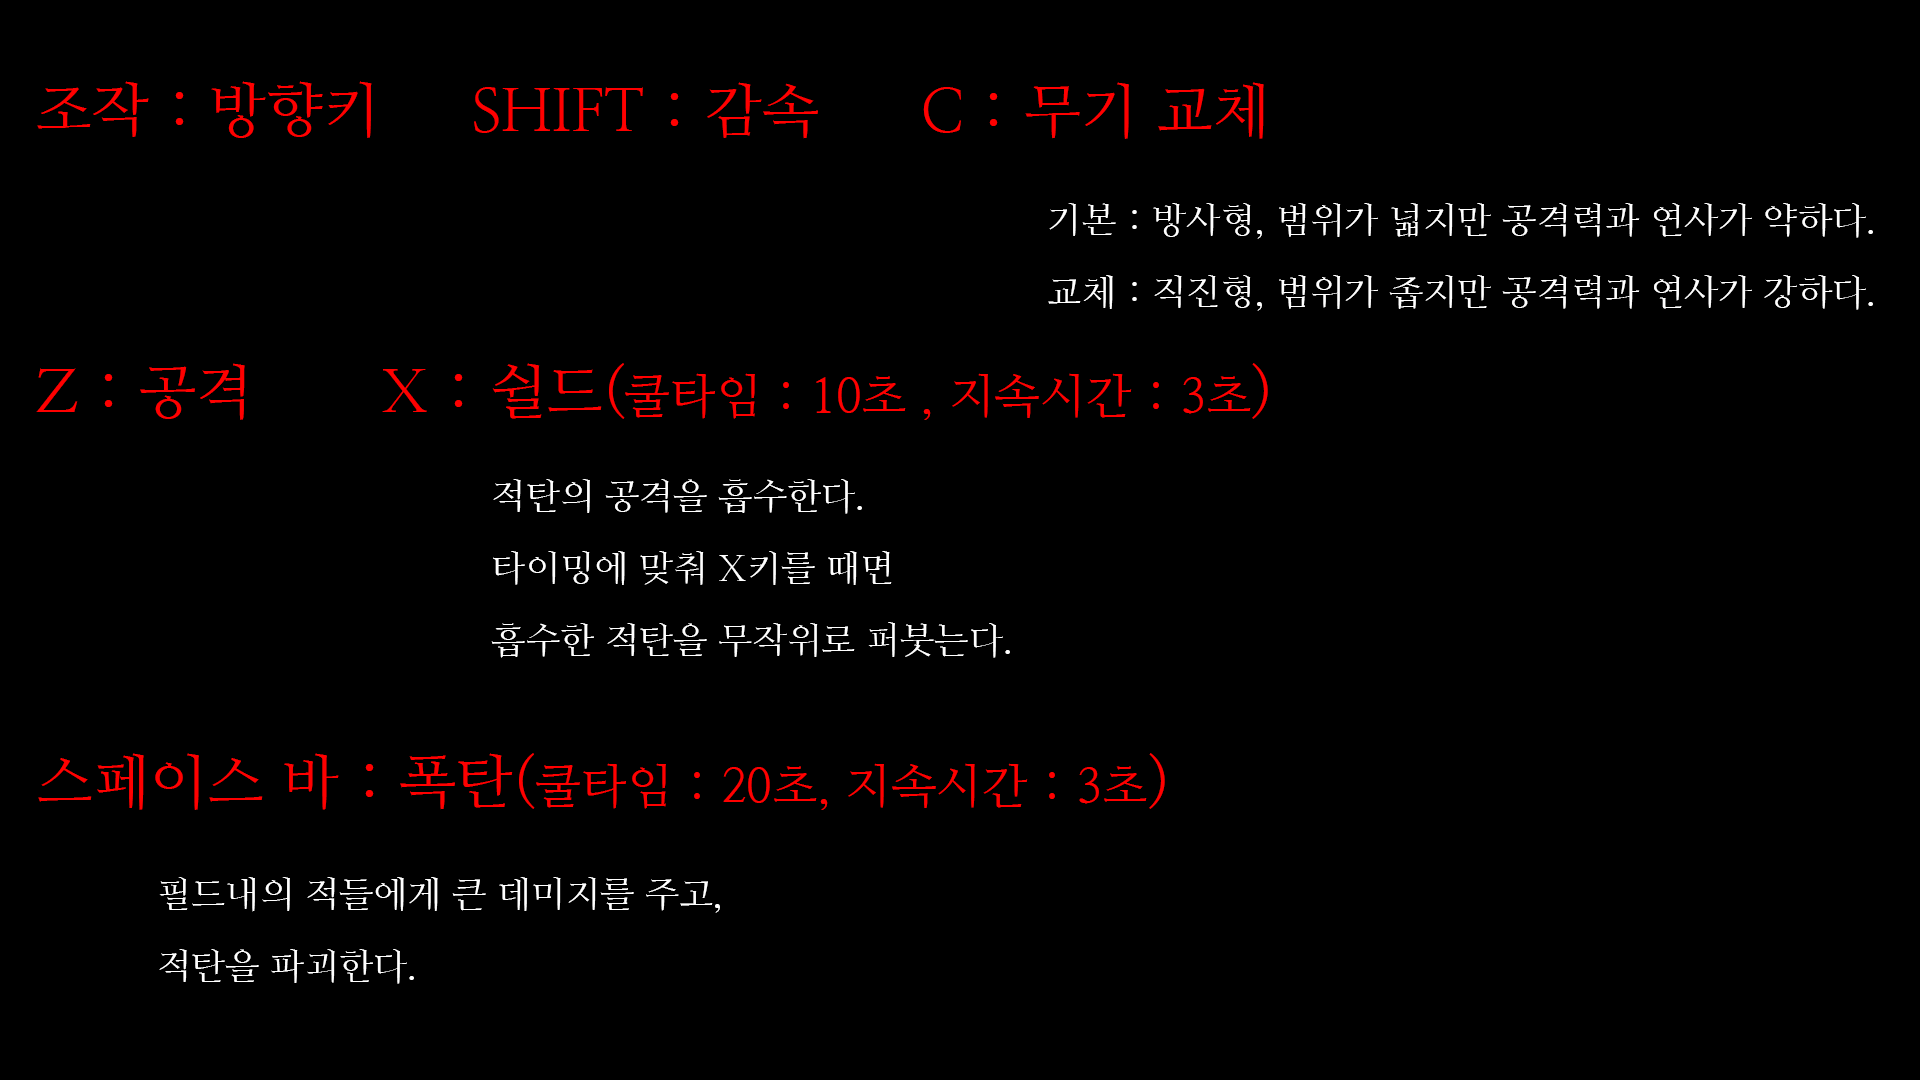 조작 : 방향키 SHIFT : 감속 C : 무기 교체
기본 : 방사형, 범위가 넓지만 공격력과 연사가 약하다.
교체 : 직진형, 범위가 좁지만 공격력과 연사가 강하다.
Z : 공격 X : 쉴드(쿨타임 : 10초 , 지속시간 : 3초)
적탄의 공격을 흡수한다.
타이밍에 맞춰 X키를 때면
흡수한 적탄을 무작위로 퍼붓는다.
스페이스 바 : 폭탄(쿨타임 : 20초, 지속시간 : 3초)
필드내의 적들에게 큰 데미지를 주고,
적탄을 파괴한다.